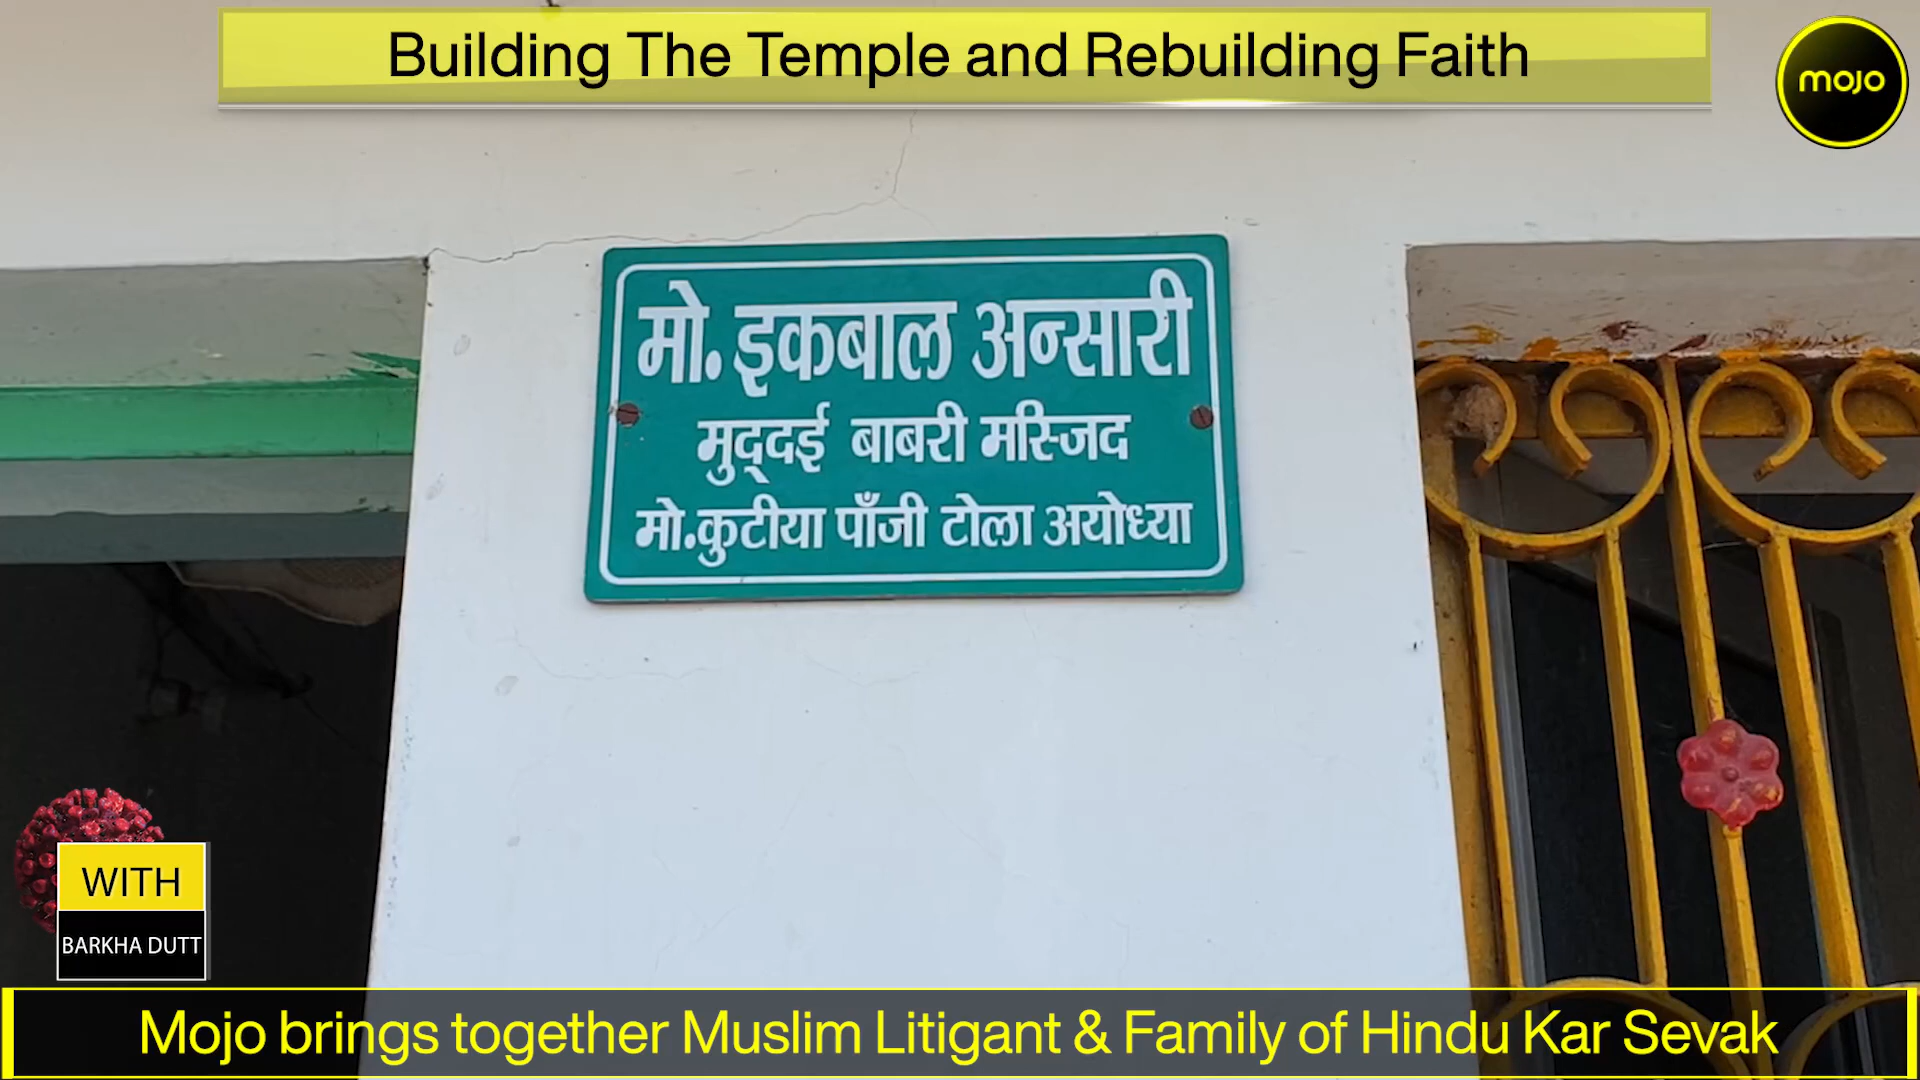 Building The Temple and Rebuilding Faith
mojo
मो. इकबाल अन्सारी
मुद्‌दई बाबरी मस्जिद
मो.कुटीया पाँजी टोला अयोध्या
WITH
BARKHA DUTT
Mojo brings together Muslim Litigant & Family of Hindu Kar Sevak